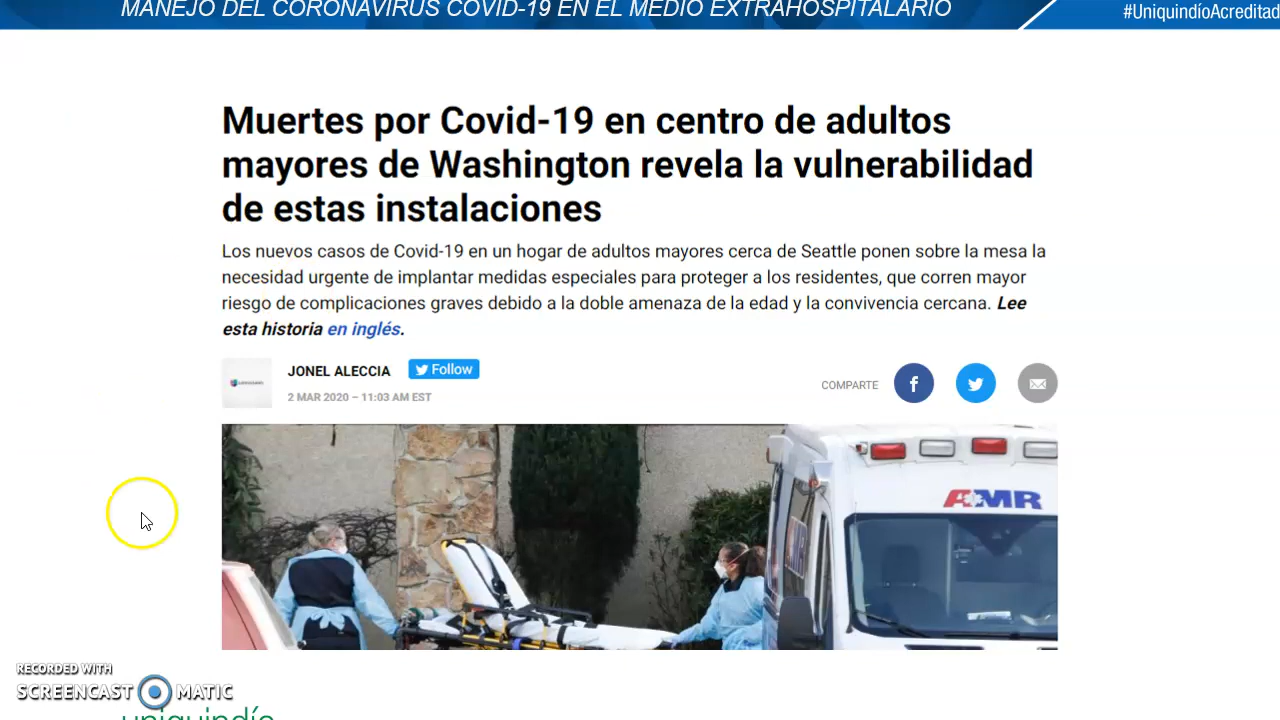 MANEJO DEL CORONAVIRUS COVID-19 EN EL MEDIO EXTRAHOSPITALARIO
#UniquindíoAcreditad
Muertes por Covid-19 en centro de adultos
mayores de Washington revela la vulnerabilidad
de estas instalaciones
Los nuevos casos de Covid-19 en un hogar de adultos mayores cerca de Seattle ponen sobre la mesa la
necesidad urgente de implantar medidas especiales para proteger a los residentes, que corren mayor
riesgo de complicaciones graves debido a la doble amenaza de la edad y la convivencia cercana. Lee
esta historia en inglés.
JONEL ALECCIA
Follow
2 MAR 2020 – 11:03 AM EST
COMPARTE
AMR
AMR
RECORDED WITH
SCREENCAST MATIC
uniquindío